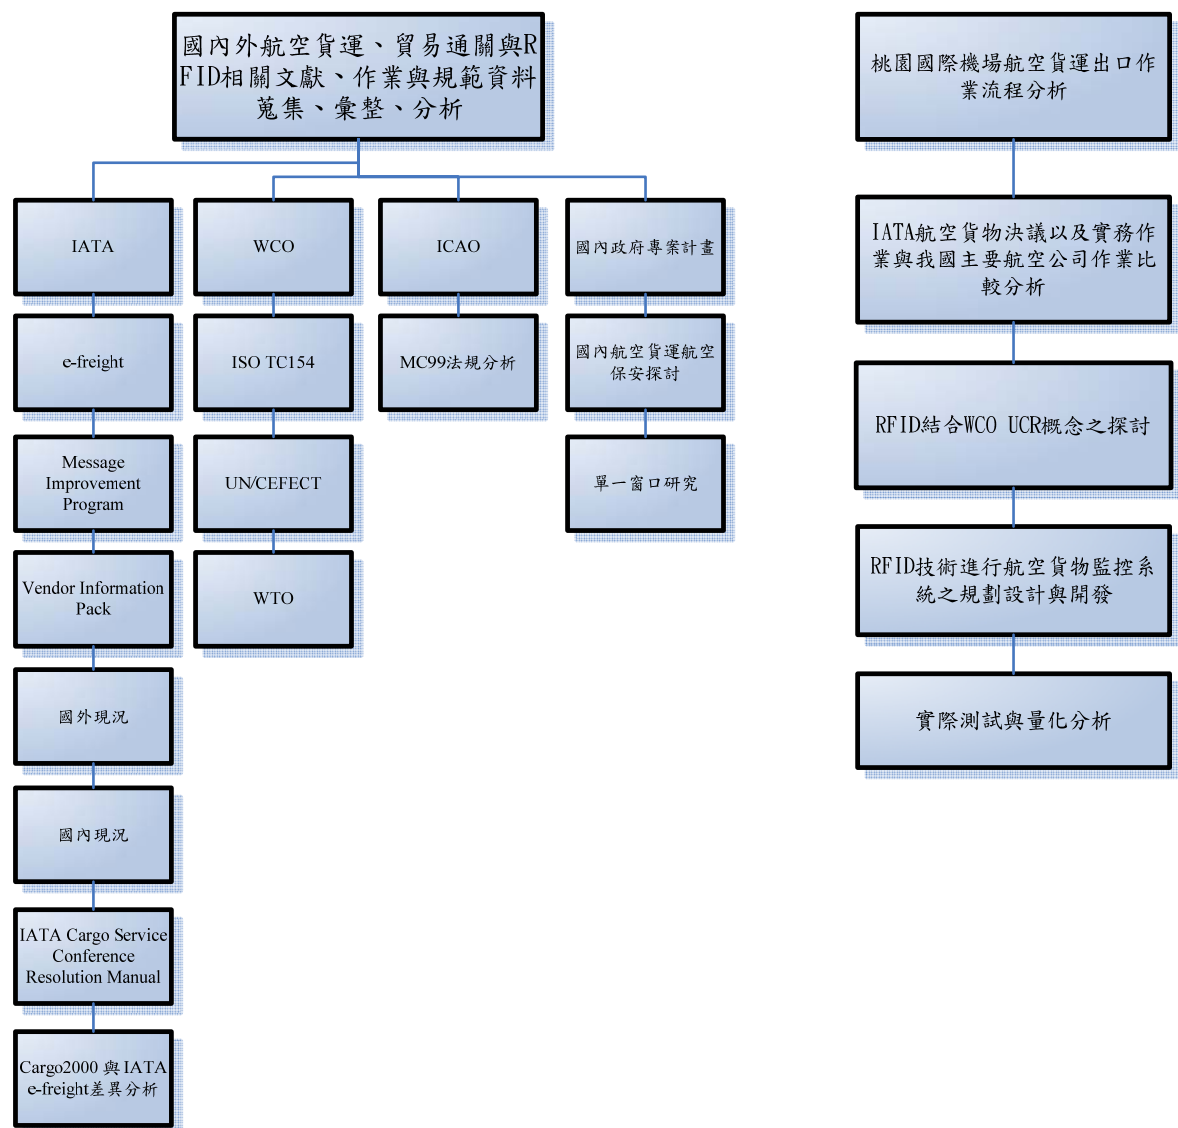 國內外航空貨運、貿易通關與R
FID相關文獻、作業與規範資料
蒐集、彙整、分析
IATA
e-freight
Message
Improvement
Program
Vendor Information
Pack
國外現況
國內現況
IATA Cargo Service
Conference
Resolution Manual
Cargo2000 與IATA
e-freight差異分析
WCO
ISO TC154
UN/CEFECT
WTO
ICAO
MC99法規分析
國內政府專案計畫
國內航空貨運航空
保安探討
單一窗口研究
桃園國際機場航空貨運出口作
業流程分析
IATA航空貨物決議以及實務作
業與我國主要航空公司作業比
較分析
RFID結合WCO UCR概念之探討
RFID技術進行航空貨物監控系
統之規劃設計與開發
實際測試與量化分析